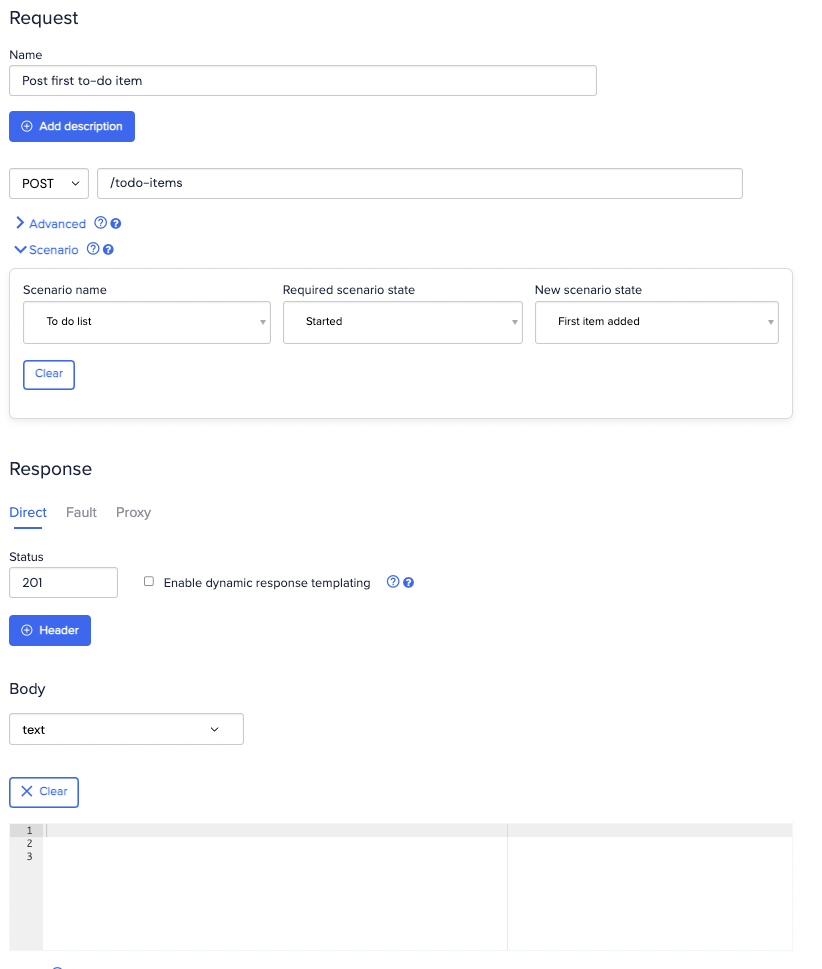 Request
Name
Post first to-do item
Add description
POST /todo-items
Advanced
Scenario
Scenario name Required scenario state New scenario state
To do list Started First item added
Clear
Response
Direct Fault Proxy
Status
201 Enable dynamic response templating
Header
Body
text
Clear
1
2
3